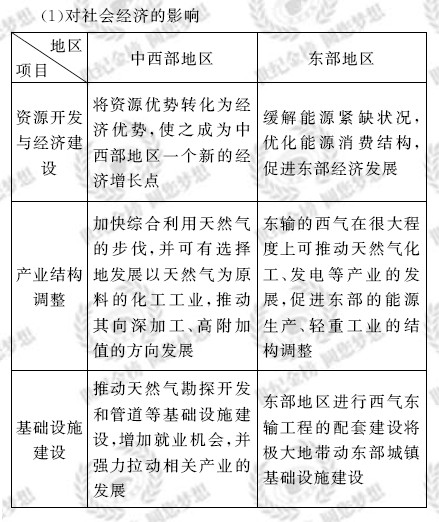 (1)对社会经济的影响
地区
项目
中西部地区
东部地区
资源开发
与经济建
设
将资源优势转化为经
济优势,使之成为中
西部地区一个新的经
济增长点
缓解能源紧缺状况,
优化能源消费结构,
促进东部经济发展
产业结构
调整
加快综合利用天然气
的步伐,并可有选择
地发展以天然气为原
料的化工工业,推动
其向深加工、高附加
值的方向发展
东输的西气在很大程
度上可推动天然气化
工、发电等产业的发
展,促进东部的能源
生产、轻重工业的结
构调整
基础设施
建设
推动天然气勘探开发
和管道等基础设施建
设,增加就业机会,并
强力拉动相关产业的
发展
东部地区进行西气东
输工程的配套建设将
极大地带动东部城镇
基础设施建设